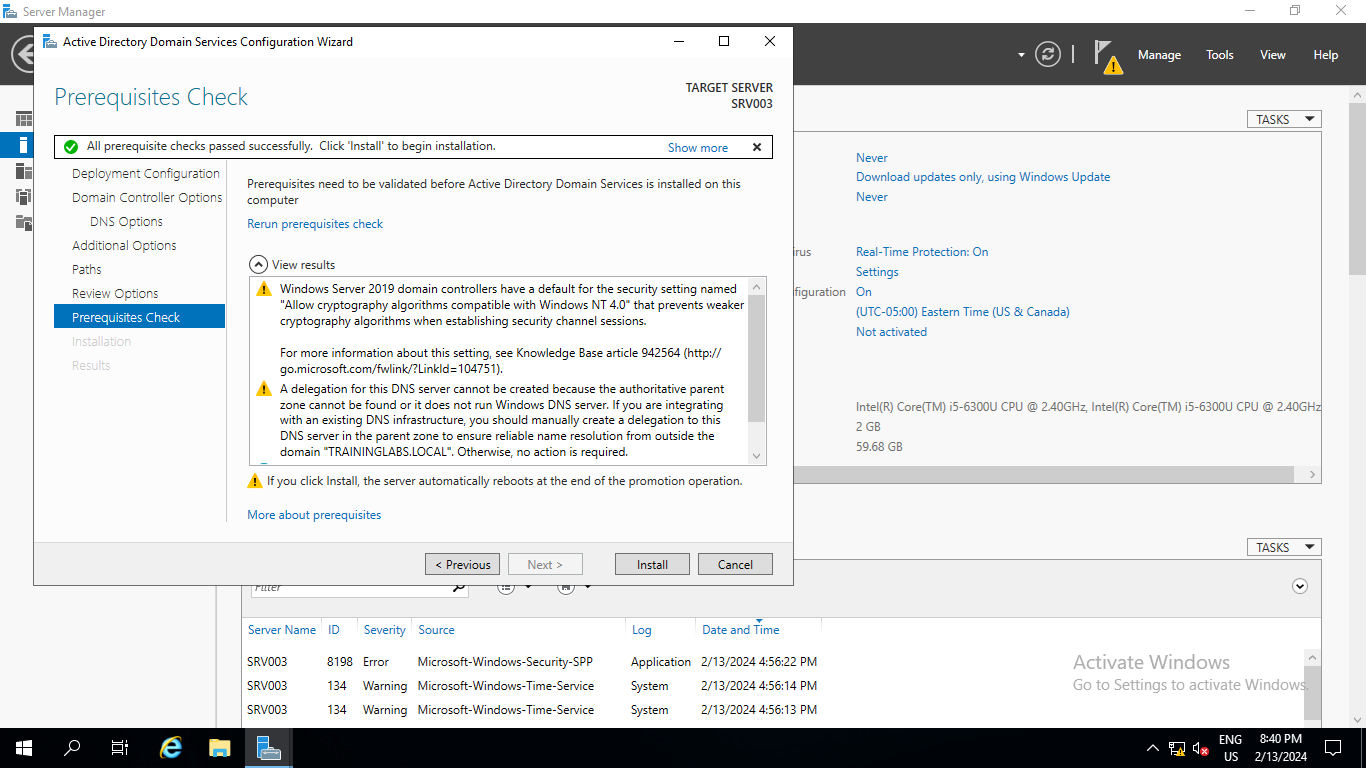 Server Manager
Active Directory Domain Services Configuration Wizard
Manage
Tools
View
Help
Prerequisites Check
TARGET SERVER
SRV003
All prerequisite checks passed successfully.  Click 'Install' to begin installation.
Show more
Deployment Configuration
Domain Controller Options
DNS Options
Additional Options
Paths
Review Options
Prerequisites Check
Installation
Results
Prerequisites need to be validated before Active Directory Domain Services is installed on this
computer
Rerun prerequisites check
View results
Windows Server 2019 domain controllers have a default for the security setting named
"Allow cryptography algorithms compatible with Windows NT 4.0" that prevents weaker
cryptography algorithms when establishing security channel sessions.
For more information about this setting, see Knowledge Base article 942564 (http://
go.microsoft.com/fwlink/?LinkId=104751).
A delegation for this DNS server cannot be created because the authoritative parent
zone cannot be found or it does not run Windows DNS server. If you are integrating
with an existing DNS infrastructure, you should manually create a delegation to this
DNS server in the parent zone to ensure reliable name resolution from outside the
domain "TRAININGLABS.LOCAL". Otherwise, no action is required.
If you click Install, the server automatically reboots at the end of the promotion operation.
More about prerequisites
< Previous
Next >
Install
Cancel
TASKS
Never
Download updates only, using Windows Update
Never
irus
Real-Time Protection: On
Settings
figuration
On
(UTC-05:00) Eastern Time (US & Canada)
Not activated
Intel(R) Core(TM) i5-6300U CPU @ 2.40GHz, Intel(R) Core(TM) i5-6300U CPU @ 2.40GHz
2 GB
59.68 GB
TASKS
Filter
Server Name
ID
Severity
Source
Log
Date and Time
SRV003 8198 Error Microsoft-Windows-Security-SPP Application 2/13/2024 4:56:22 PM
SRV003 134 Warning Microsoft-Windows-Time-Service System 2/13/2024 4:56:14 PM
SRV003 134 Warning Microsoft-Windows-Time-Service System 2/13/2024 4:56:13 PM
Activate Windows
Go to Settings to activate Windows.
ENG
US
8:40 PM
2/13/2024